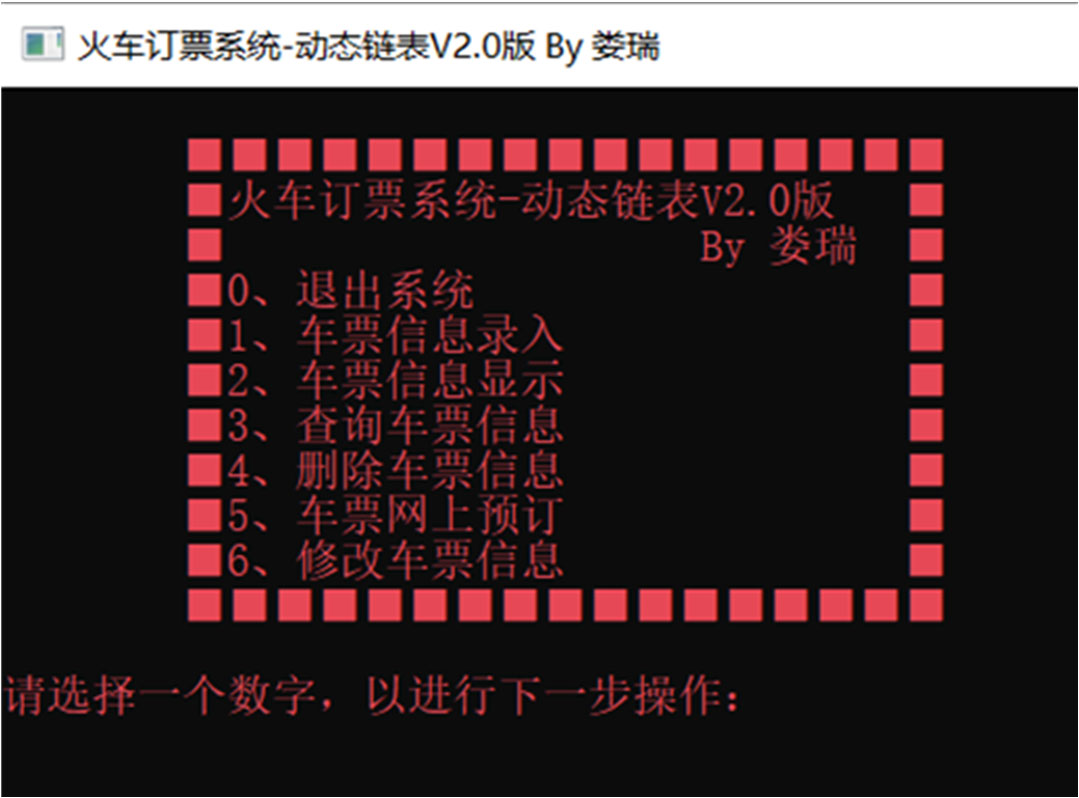 火车订票系统-动态链表V2.0版 By 娄瑞
火车订票系统-动态链表V2.0版
By 娄瑞
0、退出系统
1、车票信息录入
2、车票信息显示
3、查询车票信息
4、删除车票信息
5、车票网上预订
6、修改车票信息
请选择一个数字，以进行下一步操作：